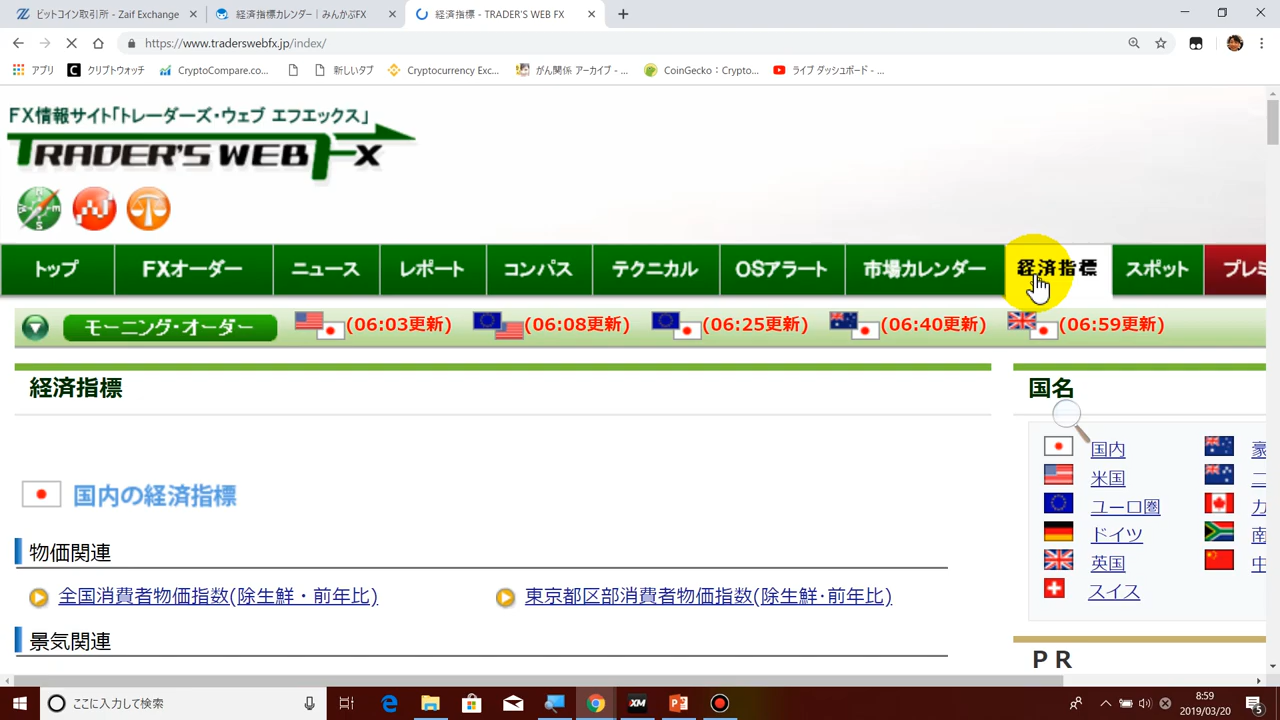 ビットコイン取引所 - Zaif Exchange
経済指標カレンダー | みんかぶFX
経済指標 - TRADER'S WEB FX
https://www.traderswebfx.jp/index/
アプリ
クリプトウォッチ
CryptoCompare.co...
新しいタブ
Cryptocurrency Exc...
がん関係 アーカイブ - ...
CoinGecko：Crypto...
ライブ ダッシュボード - ...
FX情報サイト「トレーダーズ・ウェブ エフエックス」
TRADER'S WEB FX
トップ
FXオーダー
ニュース
レポート
コンパス
テクニカル
OSアラート
市場カレンダー
経済指標
スポット
プレミ
モーニング・オーダー
(06:03更新)
(06:08更新)
(06:25更新)
(06:40更新)
(06:59更新)
経済指標
国名
国内
豪
米国
ニ
ユーロ圏
カ
ドイツ
南
英国
中
スイス
国内の経済指標
物価関連
全国消費者物価指数(除生鮮・前年比)
東京都区部消費者物価指数(除生鮮･前年比)
景気関連
ＰＲ
ここに入力して検索
XM
8:59
2019/03/20
5